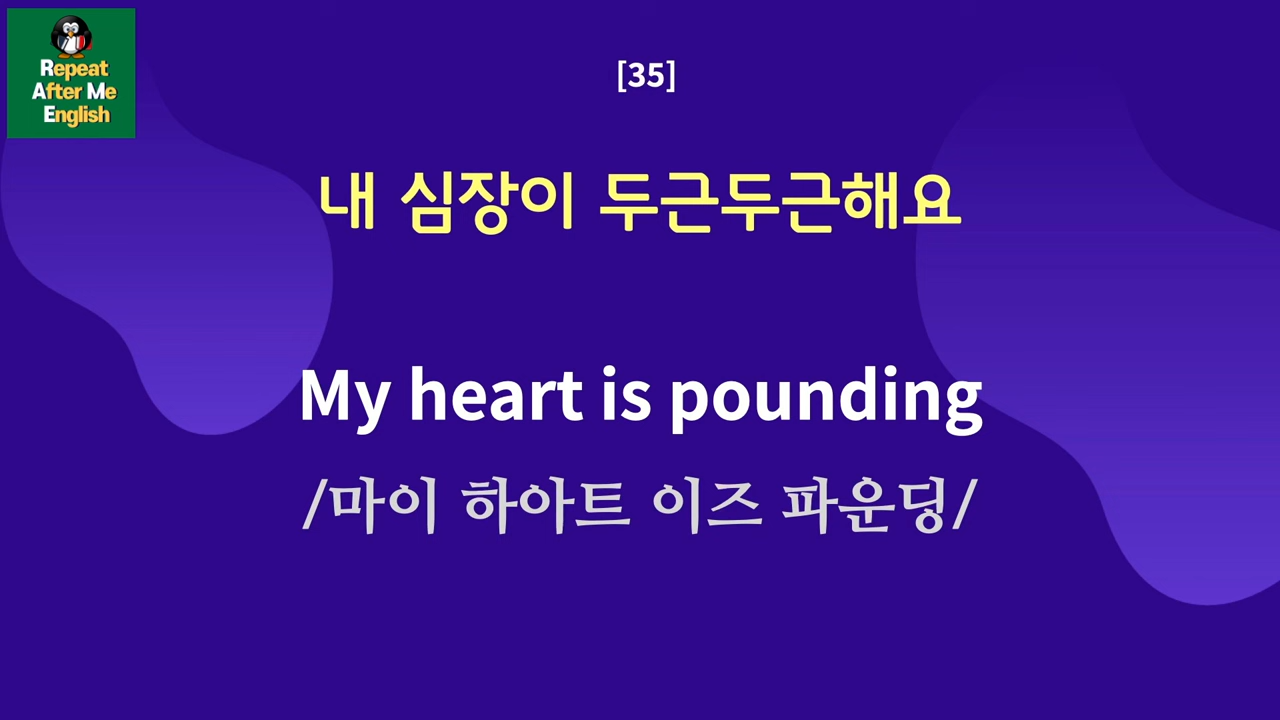 Repeat
After Me
English
[35]
내 심장이 두근두근해요
My heart is pounding
/마이 하아트 이즈 파운딩/